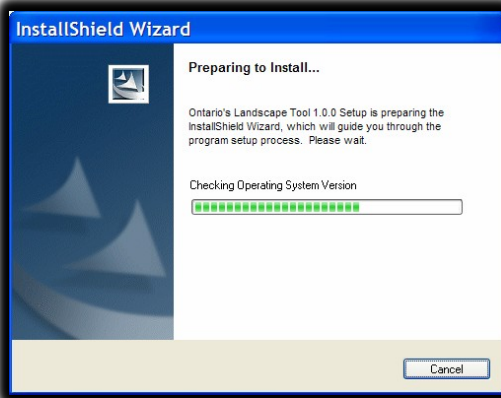 InstallShield Wizard
Preparing to Install...
Ontario's Landscape Tool 1.0.0 Setup is preparing the
InstallShield Wizard, which will guide you through the
program setup process. Please wait.
Checking Operating System Version
Cancel